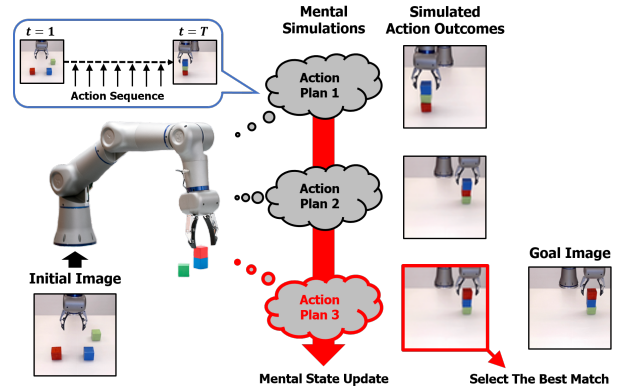 Mental
Simulations
Simulated
Action Outcomes
t = 1
t = T
Action Sequence
Action
Plan 1
Action
Plan 2
Action
Plan 3
Initial Image
Goal Image
Mental State Update
Select The Best Match